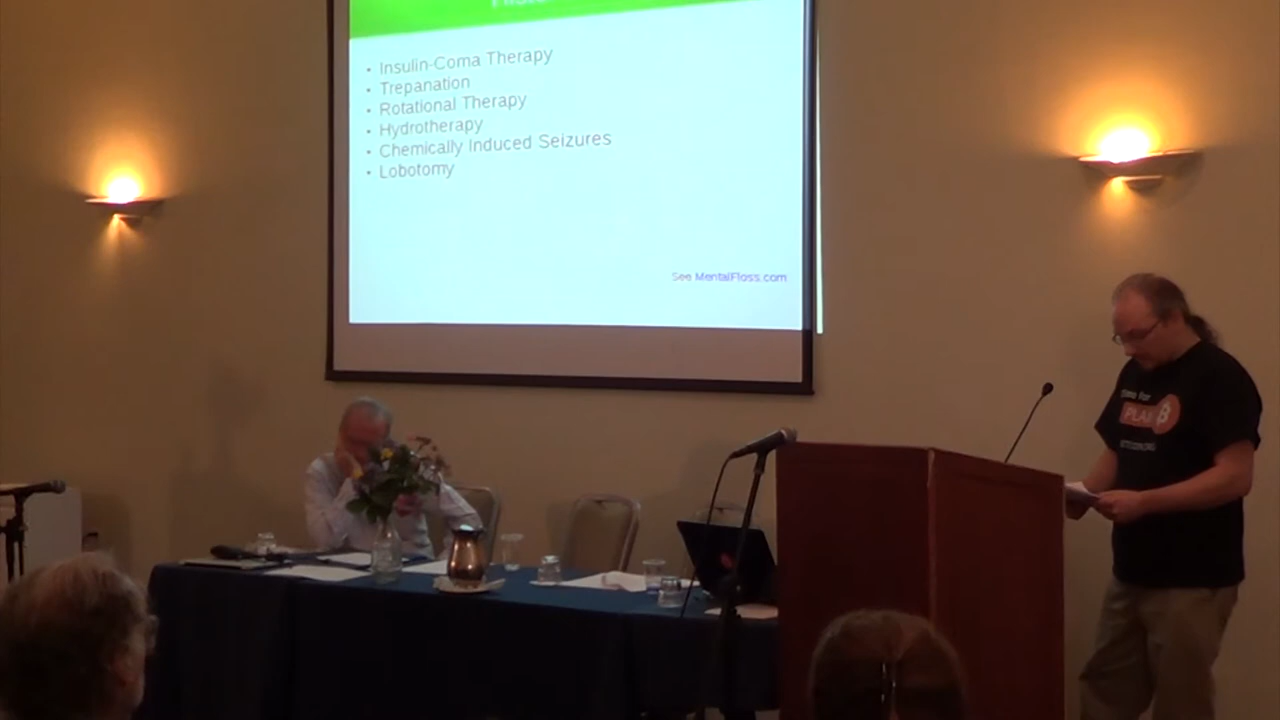 • Insulin-Coma Therapy
• Trepanation
• Rotational Therapy
• Hydrotherapy
• Chemically Induced Seizures
• Lobotomy
See MentalFloss.com
PLAN B